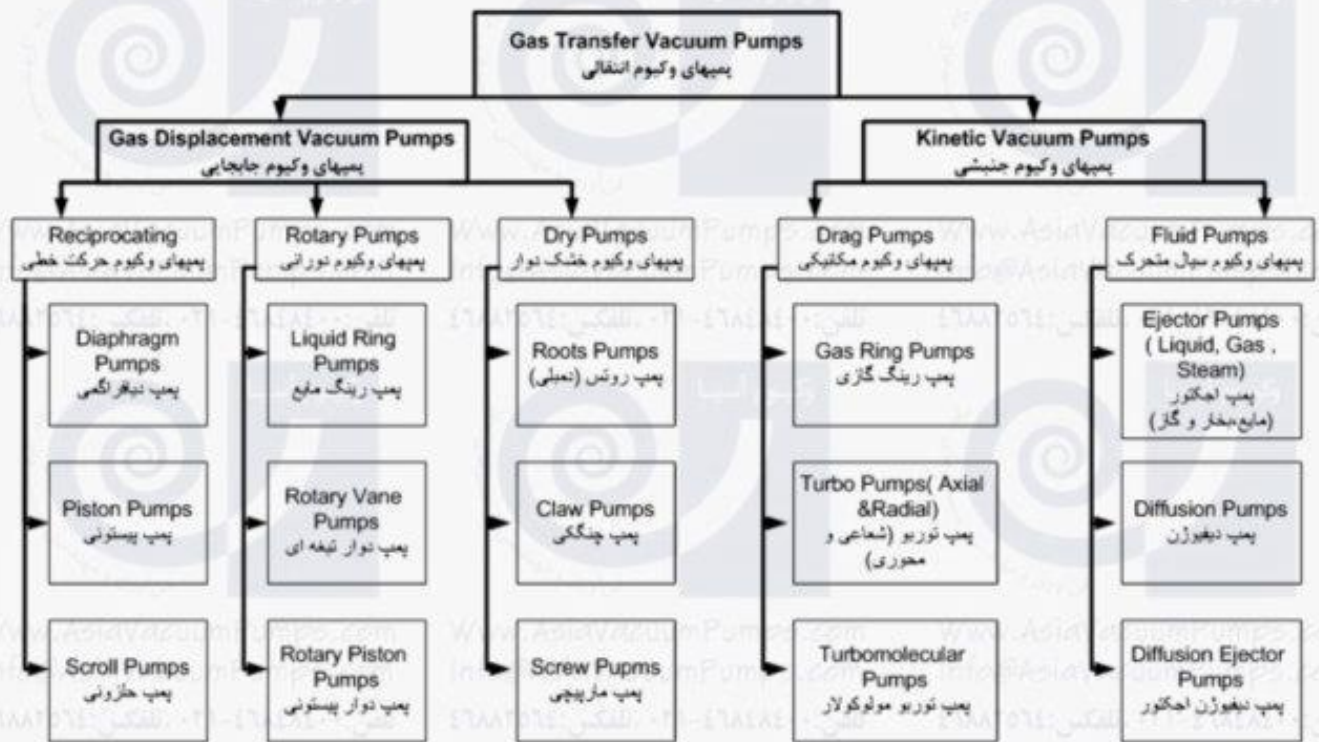 Gas Transfer Vacuum Pumps
پمپهای وکیوم انتقالی
Gas Displacement Vacuum Pumps
پمپهای وکیوم جابجایی
Kinetic Vacuum Pumps
پمپهای وکیوم جنبشی
Reciprocating
پمپهای وکیوم حرکت خطی
Rotary Pumps
پمپهای وکیوم دورانی
Dry Pumps
پمپهای وکیوم خشک دوار
Drag Pumps
پمپهای وکیوم مکانیکی
Fluid Pumps
پمپهای وکیوم سیال متحرک
Diaphragm
Pumps
پمپ دیافراگمی
Liquid Ring
Pumps
پمپ رینگ مایع
Roots Pumps
پمپ روتس (دمبلی)
Gas Ring Pumps
پمپ رینگ گازی
Ejector Pumps
( Liquid, Gas ,
Steam)
پمپ اجکتور
(مایع،بخار و گاز)
Piston Pumps
پمپ پیستونی
Rotary Vane
Pumps
پمپ دوار تیغه ای
Claw Pumps
پمپ چنگکی
Turbo Pumps( Axial
&Radial)
پمپ توربو (شعاعی و
محوری)
Diffusion Pumps
پمپ دیفیوژن
Scroll Pumps
پمپ حلزونی
Rotary Piston
Pumps
پمپ دوار پیستونی
Screw Pupms
پمپ مارپیچی
Turbomolecular
Pumps
پمپ توربو مولوکولار
Diffusion Ejector
Pumps
پمپ دیفیوژن اجکتور
Www.AsiaVacuumPumps.com